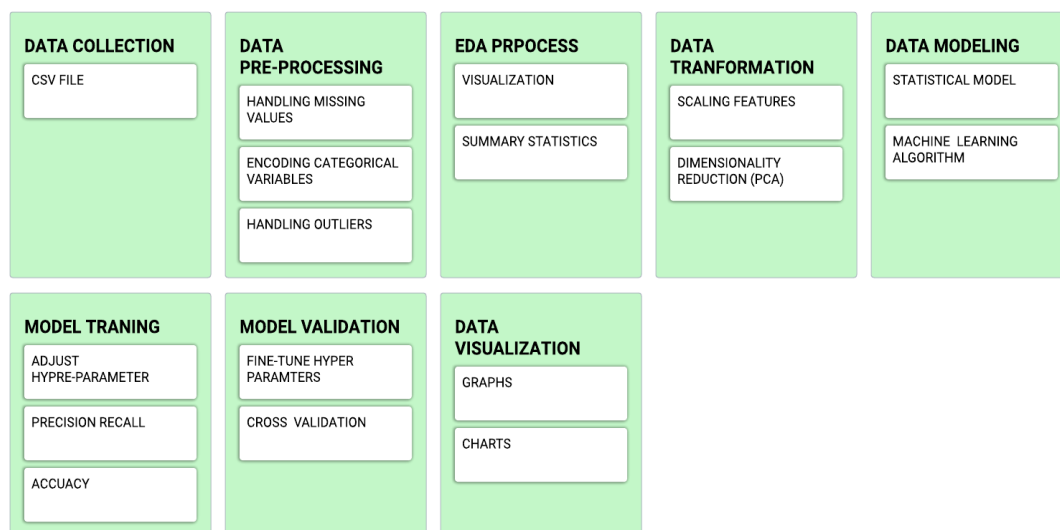 DATA COLLECTION
CSV FILE
DATA
PRE-PROCESSING
HANDLING MISSING
VALUES
ENCODING CATEGORICAL
VARIABLES
HANDLING OUTLIERS
EDA PRPOCESS
VISUALIZATION
SUMMARY STATISTICS
DATA
TRANFORMATION
SCALING FEATURES
DIMENSIONALITY
REDUCTION (PCA)
DATA MODELING
STATISTICAL MODEL
MACHINE LEARNING
ALGORITHM
MODEL TRANING
ADJUST
HYPRE-PARAMETER
PRECISION RECALL
ACCUACY
MODEL VALIDATION
FINE-TUNE HYPER
PARAMTERS
CROSS VALIDATION
DATA
VISUALIZATION
GRAPHS
CHARTS